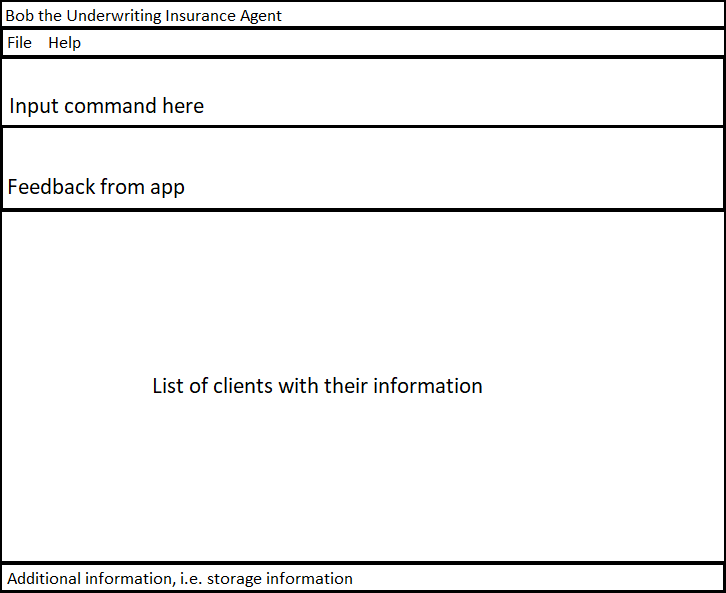 Bob the Underwriting Insurance Agent
File Help
Input command here
Feedback from app
List of clients with their information
Additional information, i.e. storage information